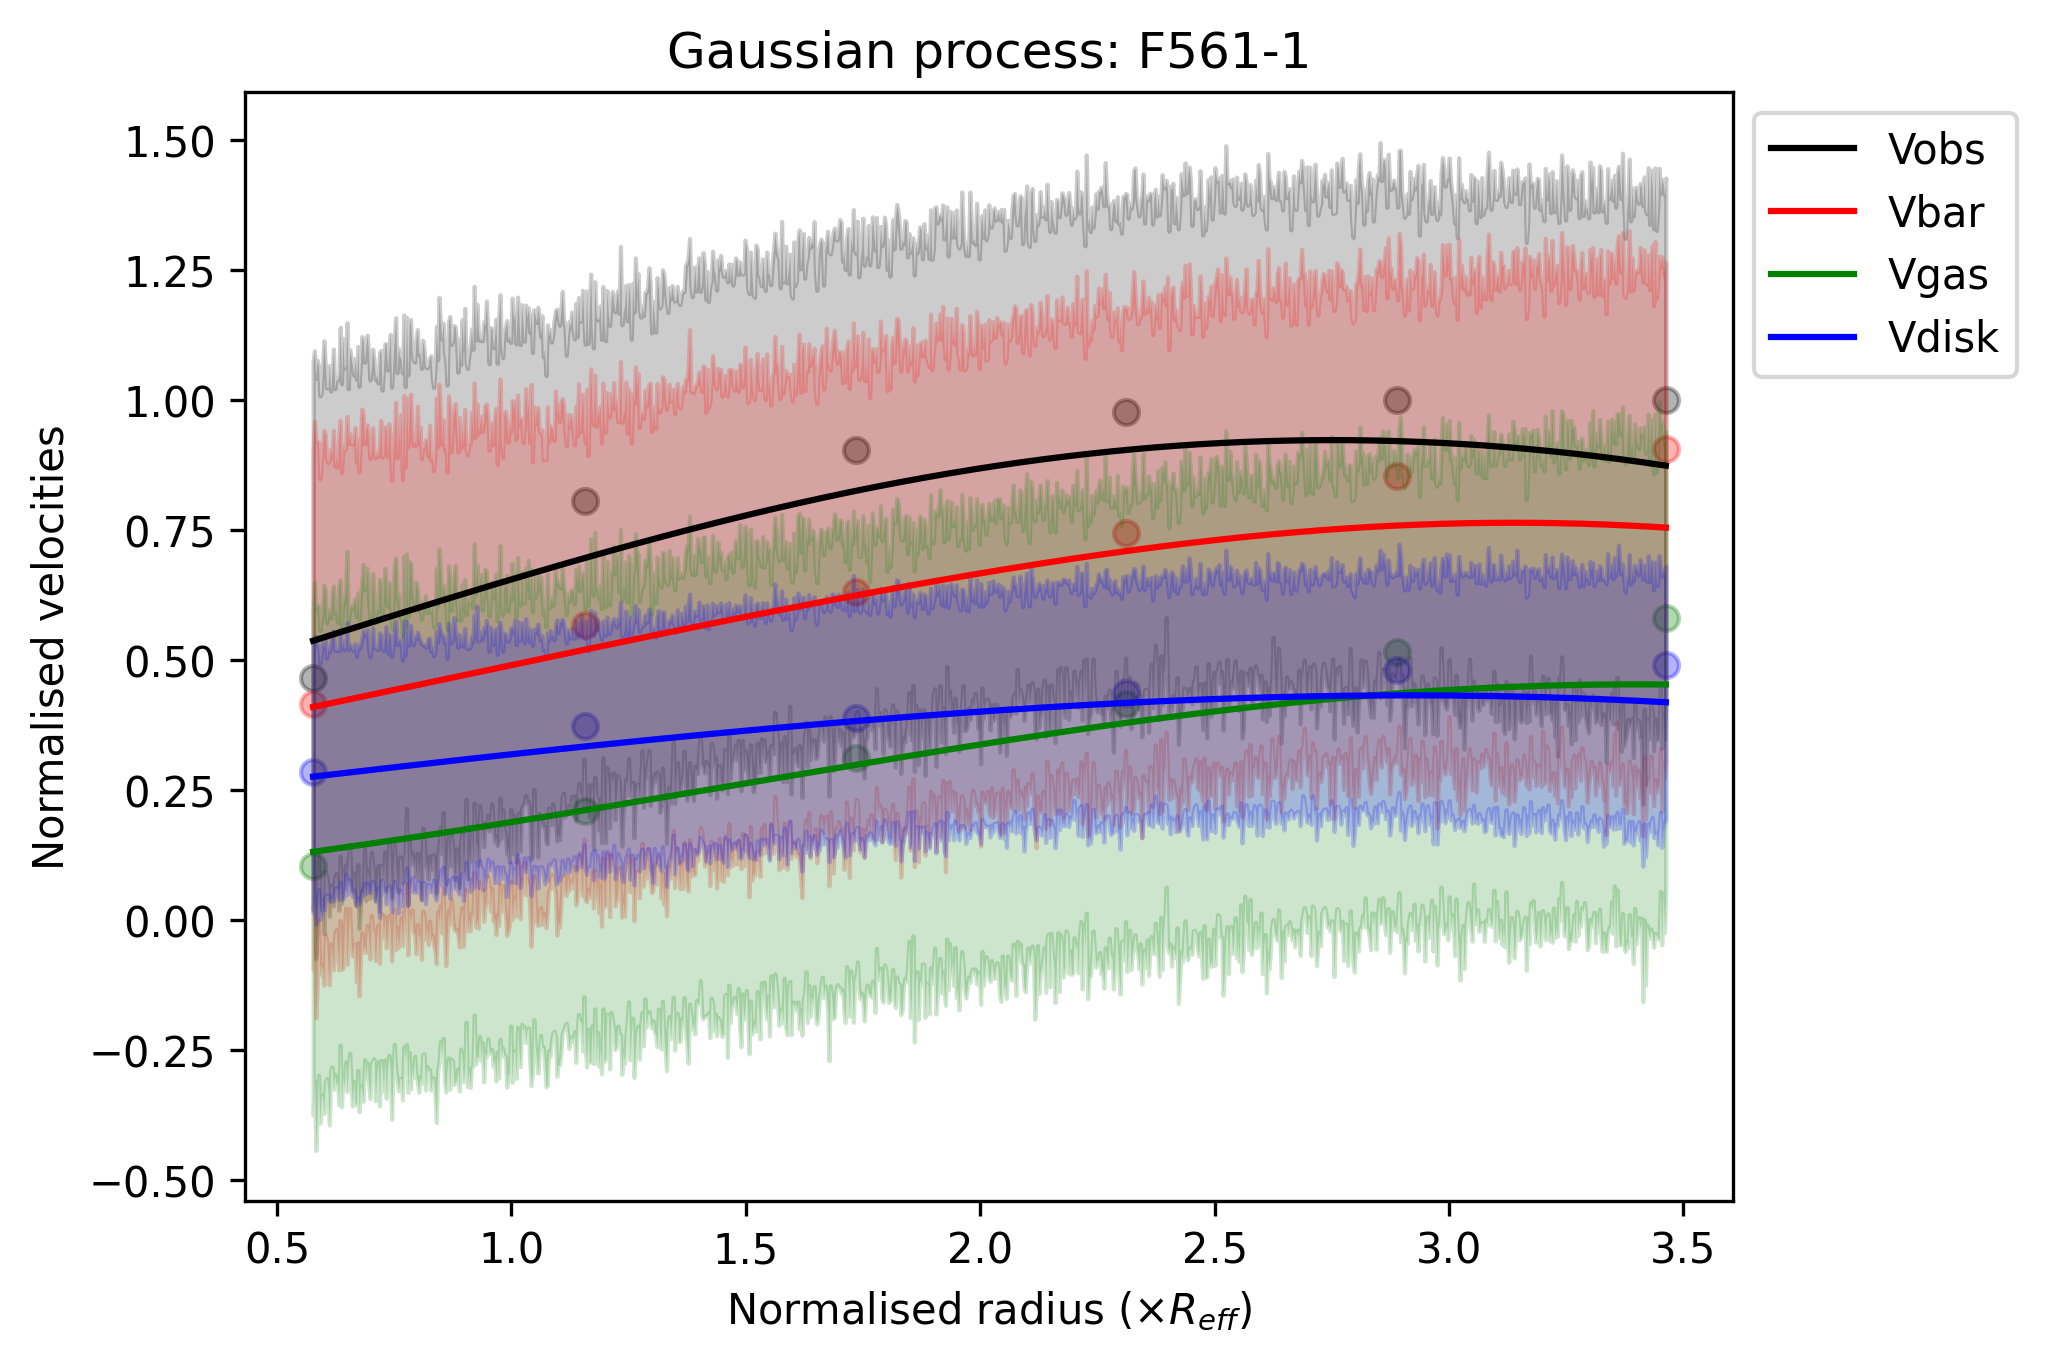 Gaussian process: F561-1
Vobs
Vbar
Vgas
Vdisk
Normalised velocities
1.50
1.25
1.00
0.75
0.50
0.25
0.00
−0.25
−0.50
0.5 1.0 1.5 2.0 2.5 3.0 3.5
Normalised radius (×R_eff)